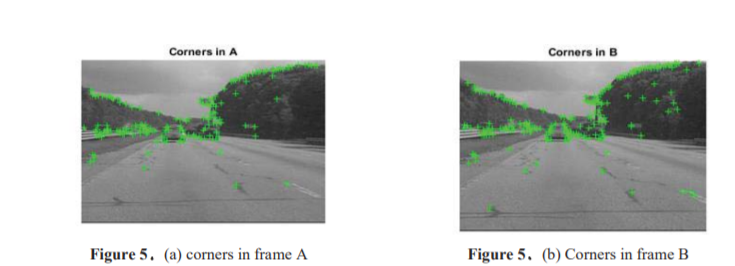 Corners in A
Corners in B
Figure 5. (a) corners in frame A
Figure 5. (b) Corners in frame B